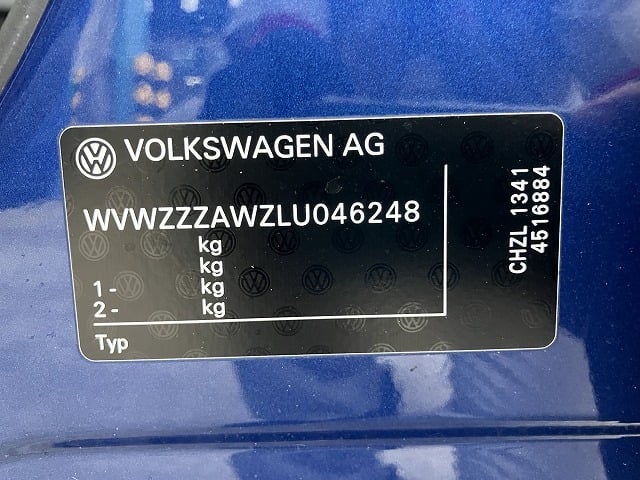 VOLKSWAGEN AG
WVWZZZAWZLU046248
kg
kg
1- kg
2- kg
Typ
CHZL 1341
4516884